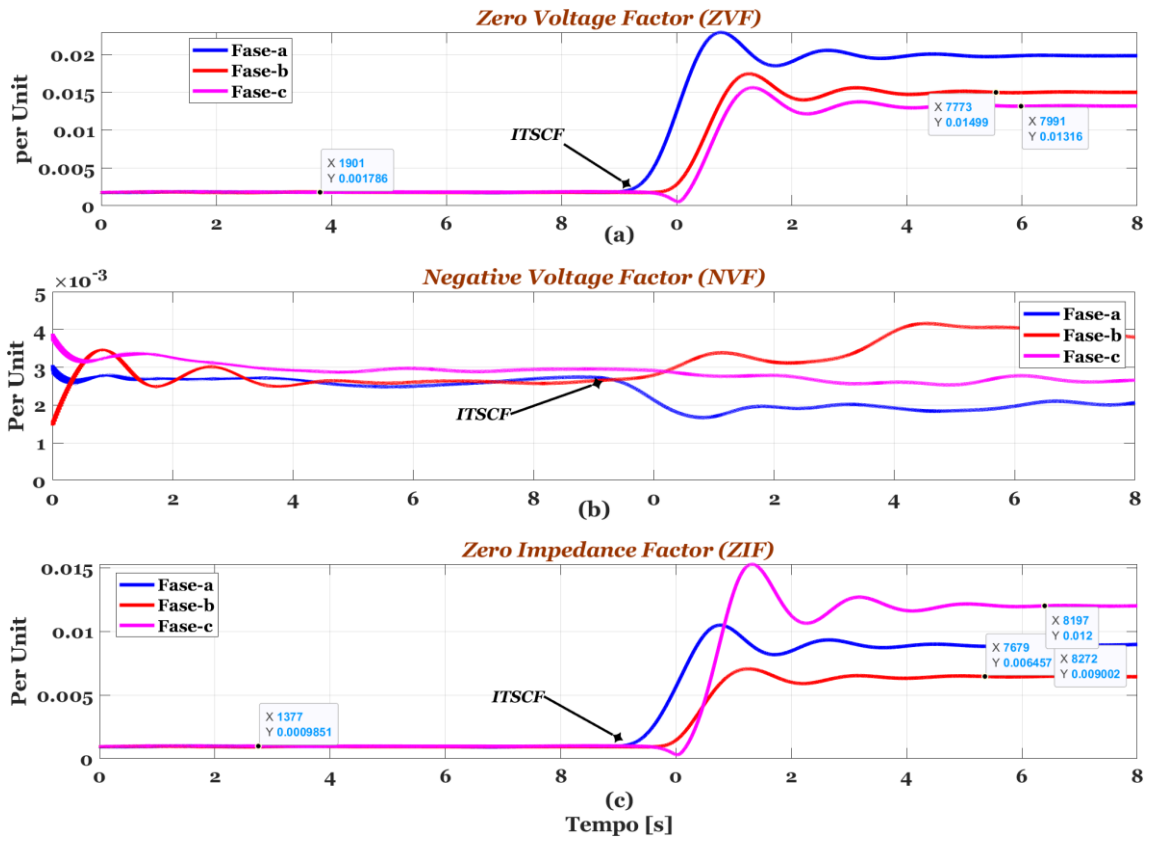 Zero Voltage Factor (ZVF)
per Unit
0.02
0.015
0.01
0.005
0
Fase-a
Fase-b
Fase-c
ITSCF
X 1901
Y 0.001786
X 7773
Y 0.01499
X 7991
Y 0.01316
0 2 4 6 8 0 2 4 6 8
(a)
Negative Voltage Factor (NVF)
×10⁻³
Per Unit
5
4
3
2
1
0
Fase-a
Fase-b
Fase-c
ITSCF
0 2 4 6 8 0 2 4 6 8
(b)
Zero Impedance Factor (ZIF)
Per Unit
0.015
0.01
0.005
0
Fase-a
Fase-b
Fase-c
ITSCF
X 1377
Y 0.0009851
X 8197
Y 0.012
X 7679
Y 0.006457
X 8272
Y 0.009002
0 2 4 6 8 0 2 4 6 8
(c)
Tempo [s]